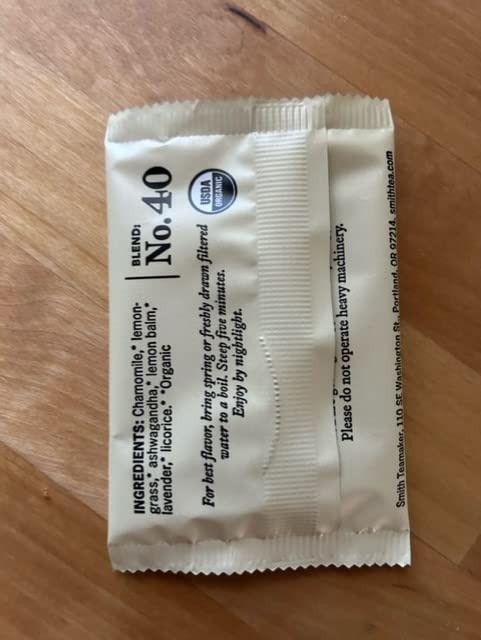 INGREDIENTS: Chamomile,* lemon-
grass,* ashwagandha,* lemon balm,*
lavender,* licorice.* *Organic
BLEND:
No. 40
USDA
ORGANIC
For best flavor, bring spring or freshly drawn filtered
water to a boil. Steep five minutes.
Enjoy by nightlight.
Please do not operate heavy machinery.
Smith Teamaker, 110 SE Washington St., Portland, OR 97214, smithtea.com